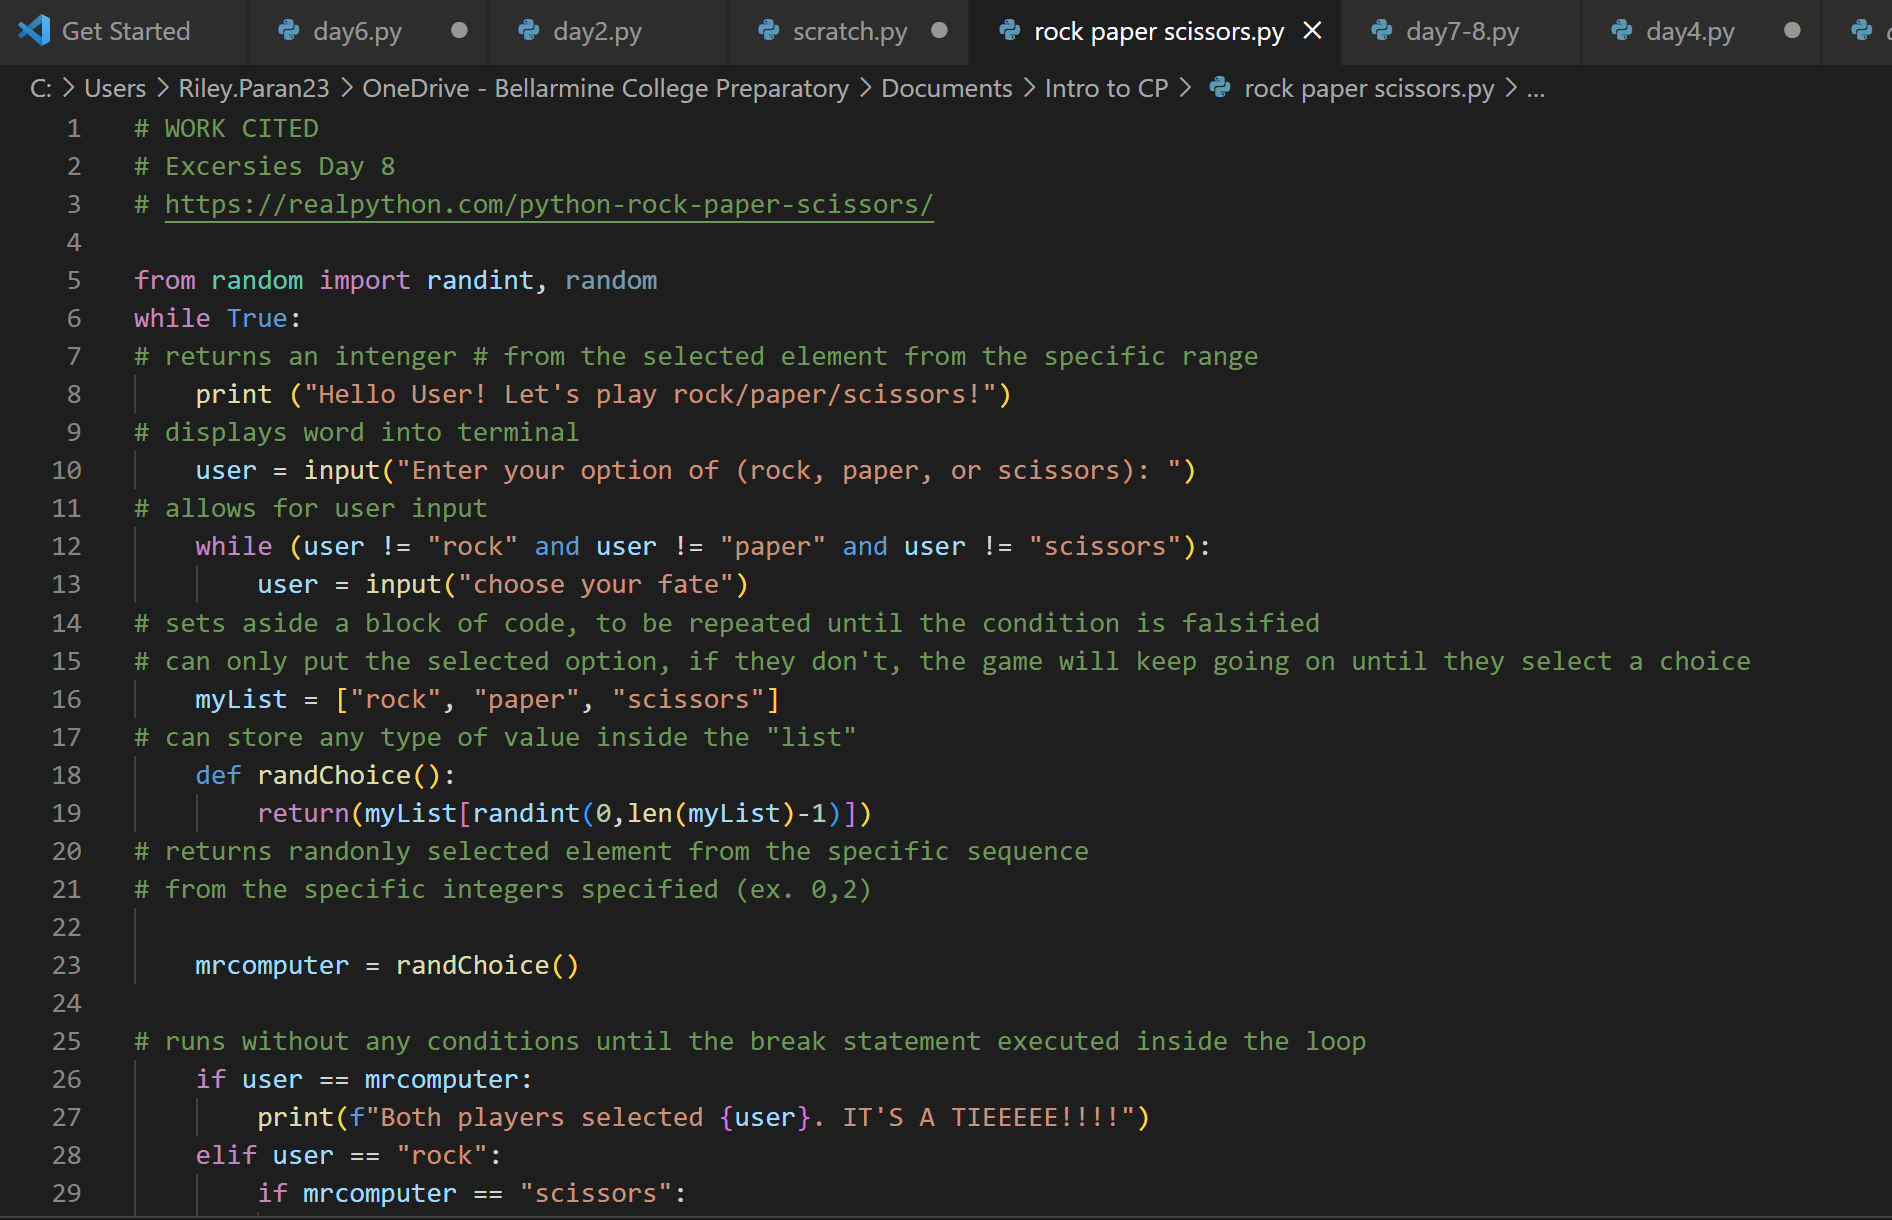 Get Started day6.py day2.py scratch.py rock paper scissors.py day7-8.py day4.py
C: > Users > Riley.Paran23 > OneDrive - Bellarmine College Preparatory > Documents > Intro to CP > rock paper scissors.py > ...
1 # WORK CITED
2 # Excersies Day 8
3 # https://realpython.com/python-rock-paper-scissors/
4
5 from random import randint, random
6 while True:
7 # returns an intenger # from the selected element from the specific range
8 print ("Hello User! Let's play rock/paper/scissors!")
9 # displays word into terminal
10 user = input("Enter your option of (rock, paper, or scissors): ")
11 # allows for user input
12 while (user != "rock" and user != "paper" and user != "scissors"):
13 user = input("choose your fate")
14 # sets aside a block of code, to be repeated until the condition is falsified
15 # can only put the selected option, if they don't, the game will keep going on until they select a choice
16 myList = ["rock", "paper", "scissors"]
17 # can store any type of value inside the "list"
18 def randChoice():
19 return(myList[randint(0,len(myList)-1)])
20 # returns randonly selected element from the specific sequence
21 # from the specific integers specified (ex. 0,2)
22
23 mrcomputer = randChoice()
24
25 # runs without any conditions until the break statement executed inside the loop
26 if user == mrcomputer:
27 print(f"Both players selected {user}. IT'S A TIEEEEE!!!!")
28 elif user == "rock":
29 if mrcomputer == "scissors":